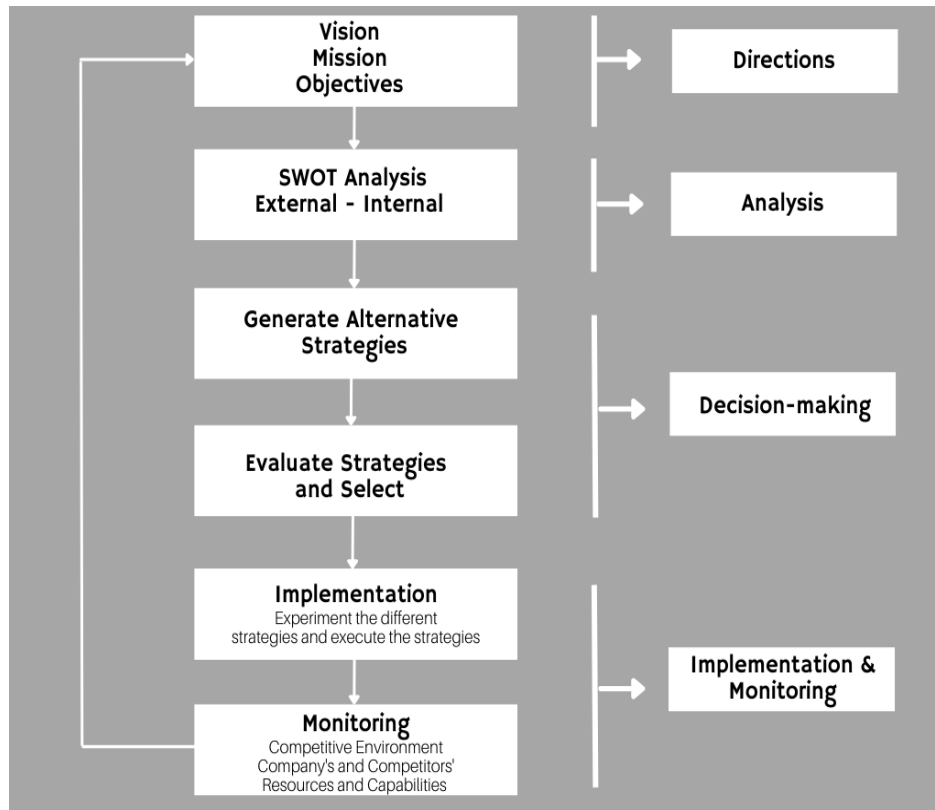 Vision
Mission
Objectives
Directions
SWOT Analysis
External - Internal
Analysis
Generate Alternative
Strategies
Decision-making
Evaluate Strategies
and Select
Implementation
Experiment the different
strategies and execute the strategies
Implementation &
Monitoring
Monitoring
Competitive Environment
Company's and Competitors'
Resources and Capabilities